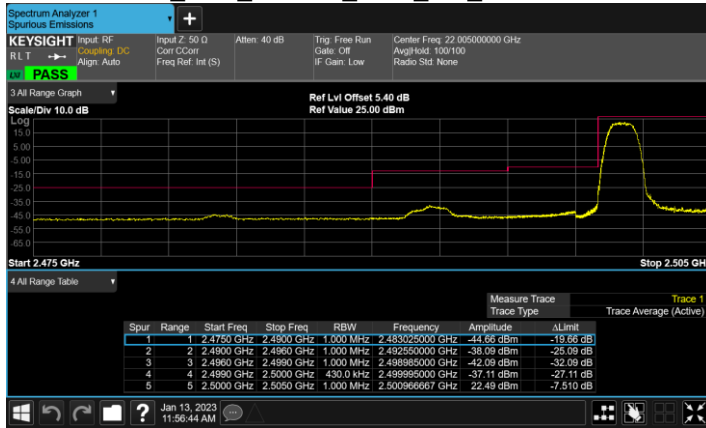 Spectrum Analyzer 1
Spurious Emissions
KEYSIGHT Input: RF Input Z: 50 Ω Atten: 40 dB Trig: Free Run Center Freq: 22.005000000 GHz
RLT Coupling: DC Corr CCorr Gate: Off Avg|Hold: 100/100
Align: Auto Freq Ref: Int (S) IF Gain: Low Radio Std: None
PASS
3 All Range Graph
Ref Lvl Offset 5.40 dB
Scale/Div 10.0 dB Ref Value 25.00 dBm
Log
15.0
5.00
-5.00
-15.0
-25.0
-35.0
-45.0
-55.0
-65.0
Start 2.475 GHz Stop 2.505 GH
4 All Range Table
Measure Trace Trace 1
Trace Type Trace Average (Active)
Spur Range Start Freq Stop Freq RBW Frequency Amplitude ΔLimit
1 1 2.4750 GHz 2.4900 GHz 1.000 MHz 2.483025000 GHz -44.66 dBm -19.66 dB
2 2 2.4900 GHz 2.4960 GHz 1.000 MHz 2.492550000 GHz -38.09 dBm -25.09 dB
3 3 2.4960 GHz 2.4990 GHz 1.000 MHz 2.498985000 GHz -42.09 dBm -32.09 dB
4 4 2.4990 GHz 2.5000 GHz 430.0 kHz 2.499995000 GHz -37.11 dBm -27.11 dB
5 5 2.5000 GHz 2.5050 GHz 1.000 MHz 2.500966667 GHz 22.49 dBm -7.510 dB
Jan 13, 2023
11:56:44 AM